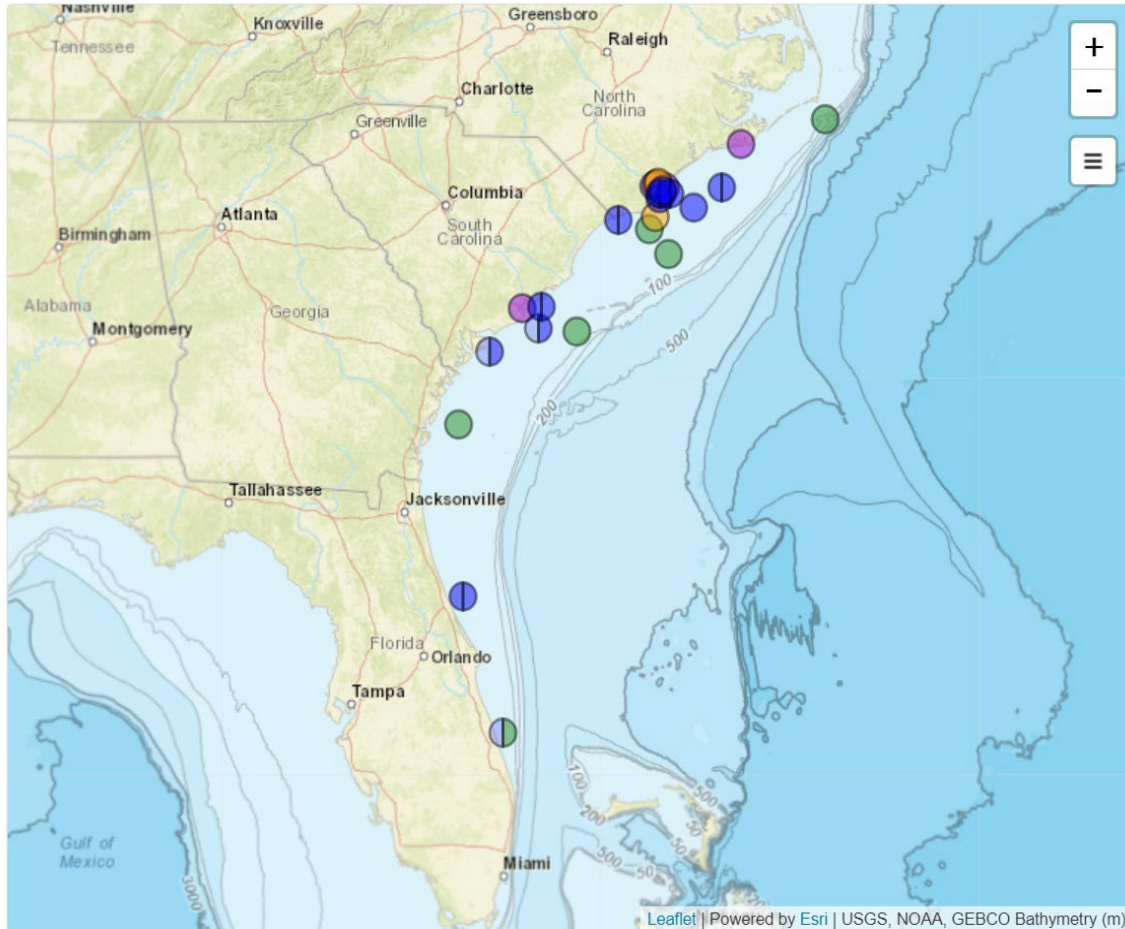 Nashville
Tennessee
Knoxville
Greensboro
Raleigh
+
−
North
Carolina
Charlotte
Greenville
Columbia
South
Carolina
Atlanta
Birmingham
Alabama
Georgia
Montgomery
100
500
200
Tallahassee
Jacksonville
Florida
Orlando
Tampa
100
200
500
50
500
50
Gulf of
Mexico
3000
Miami
Leaflet | Powered by Esri | USGS, NOAA, GEBCO Bathymetry (m)